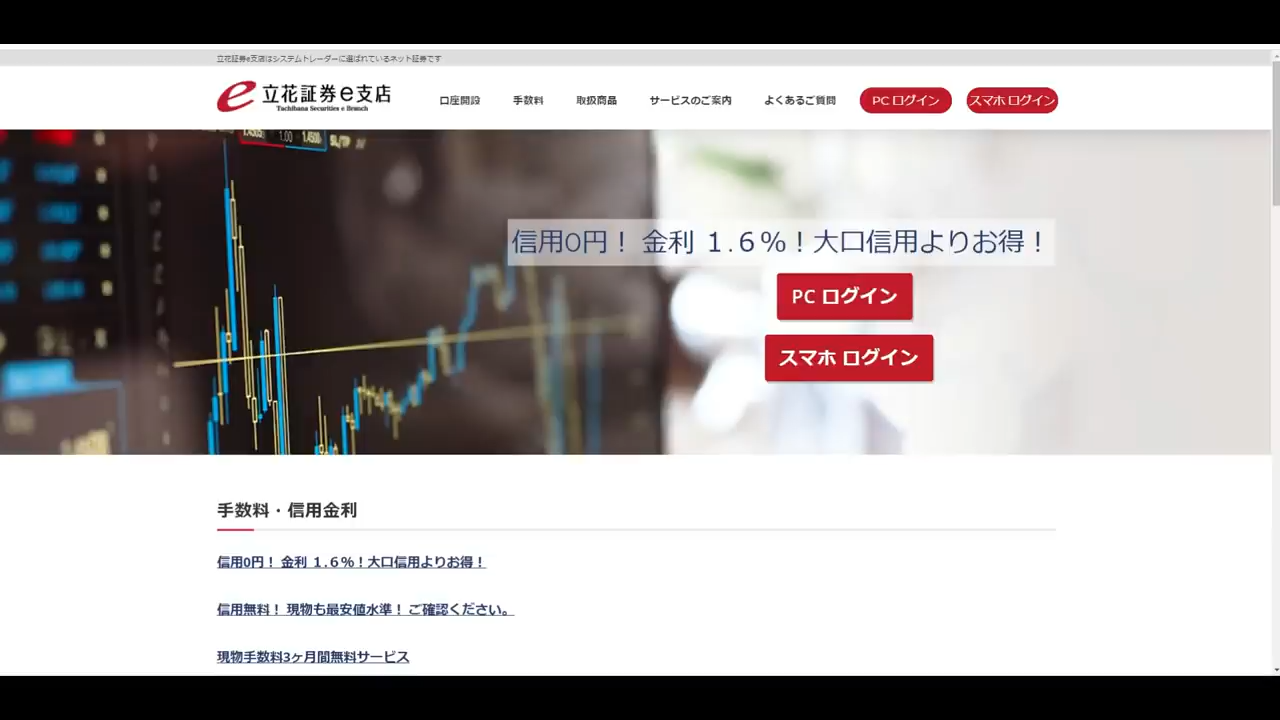 立花証券e支店はシステムトレーダーに選ばれているネット証券です
立花証券e支店
Tachibana Securities e Branch
口座開設 手数料 取扱商品 サービスのご案内 よくあるご質問 PC ログイン スマホ ログイン
1.00
SL/TP
信用0円! 金利 1.6%!大口信用よりお得!
PC ログイン
スマホ ログイン
手数料・信用金利
信用0円! 金利 1.6%!大口信用よりお得!
信用無料! 現物も最安値水準! ご確認ください。
現物手数料3ヶ月間無料サービス